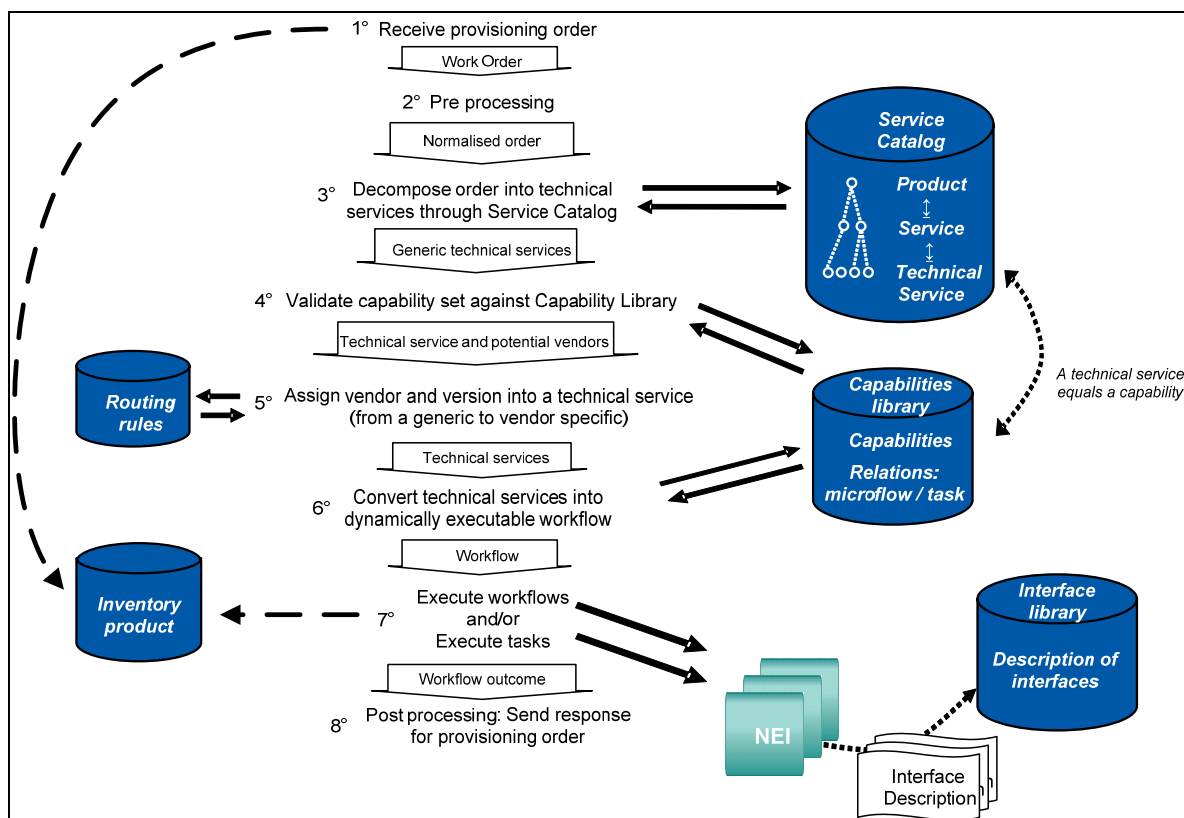 1° Receive provisioning order
Work Order
2° Pre processing
Normalised order
3° Decompose order into technical
services through Service Catalog
Generic technical services
4° Validate capability set against Capability Library
Technical service and potential vendors
5° Assign vendor and version into a technical service
(from a generic to vendor specific)
Technical services
6° Convert technical services into
dynamically executable workflow
Workflow
7° Execute workflows
and/or
Execute tasks
Workflow outcome
8° Post processing: Send response
for provisioning order
Service
Catalog
Product
Service
Technical
Service
A technical service
equals a capability
Capabilities
library
Capabilities
Relations:
microflow / task
Routing
rules
Inventory
product
Interface
library
Description of
interfaces
NEI
Interface
Description